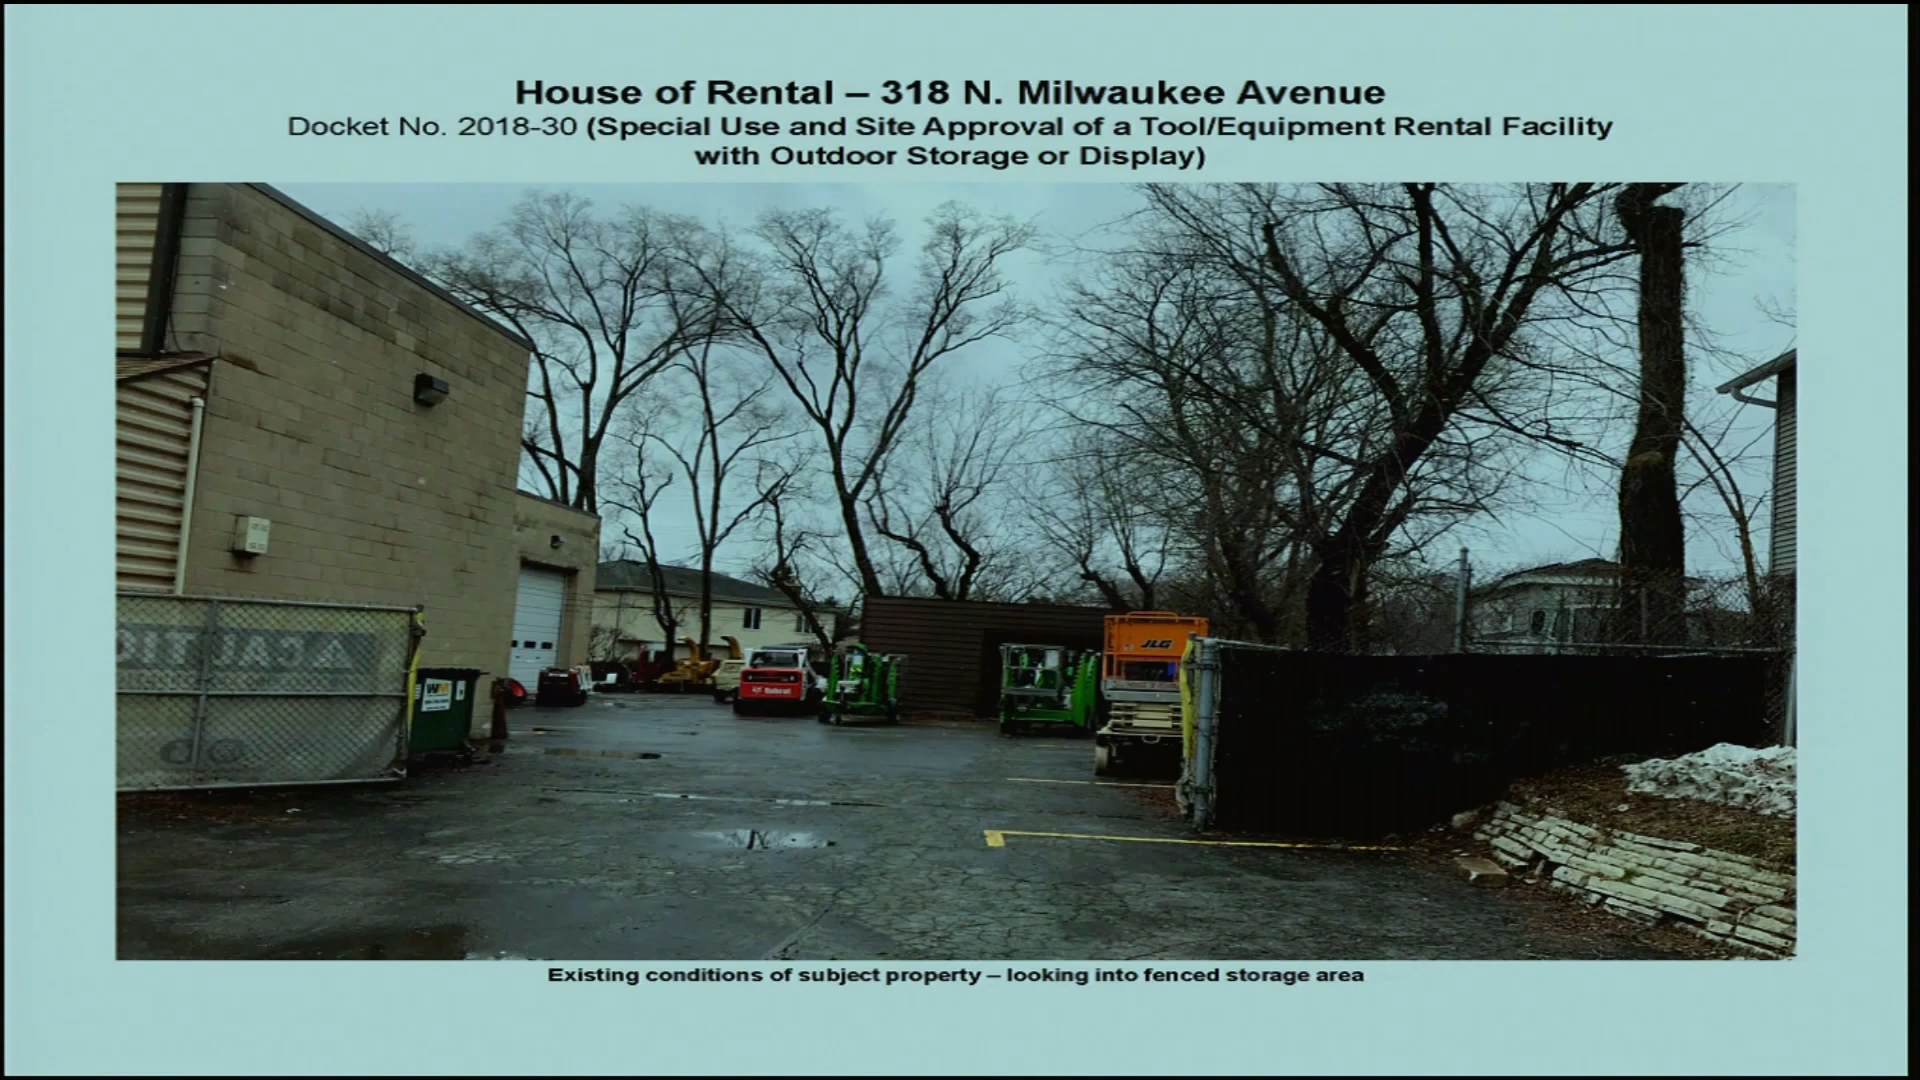 House of Rental – 318 N. Milwaukee Avenue
Docket No. 2018-30 (Special Use and Site Approval of a Tool/Equipment Rental Facility
with Outdoor Storage or Display)
WM
Bobcat
JLG
Existing conditions of subject property – looking into fenced storage area